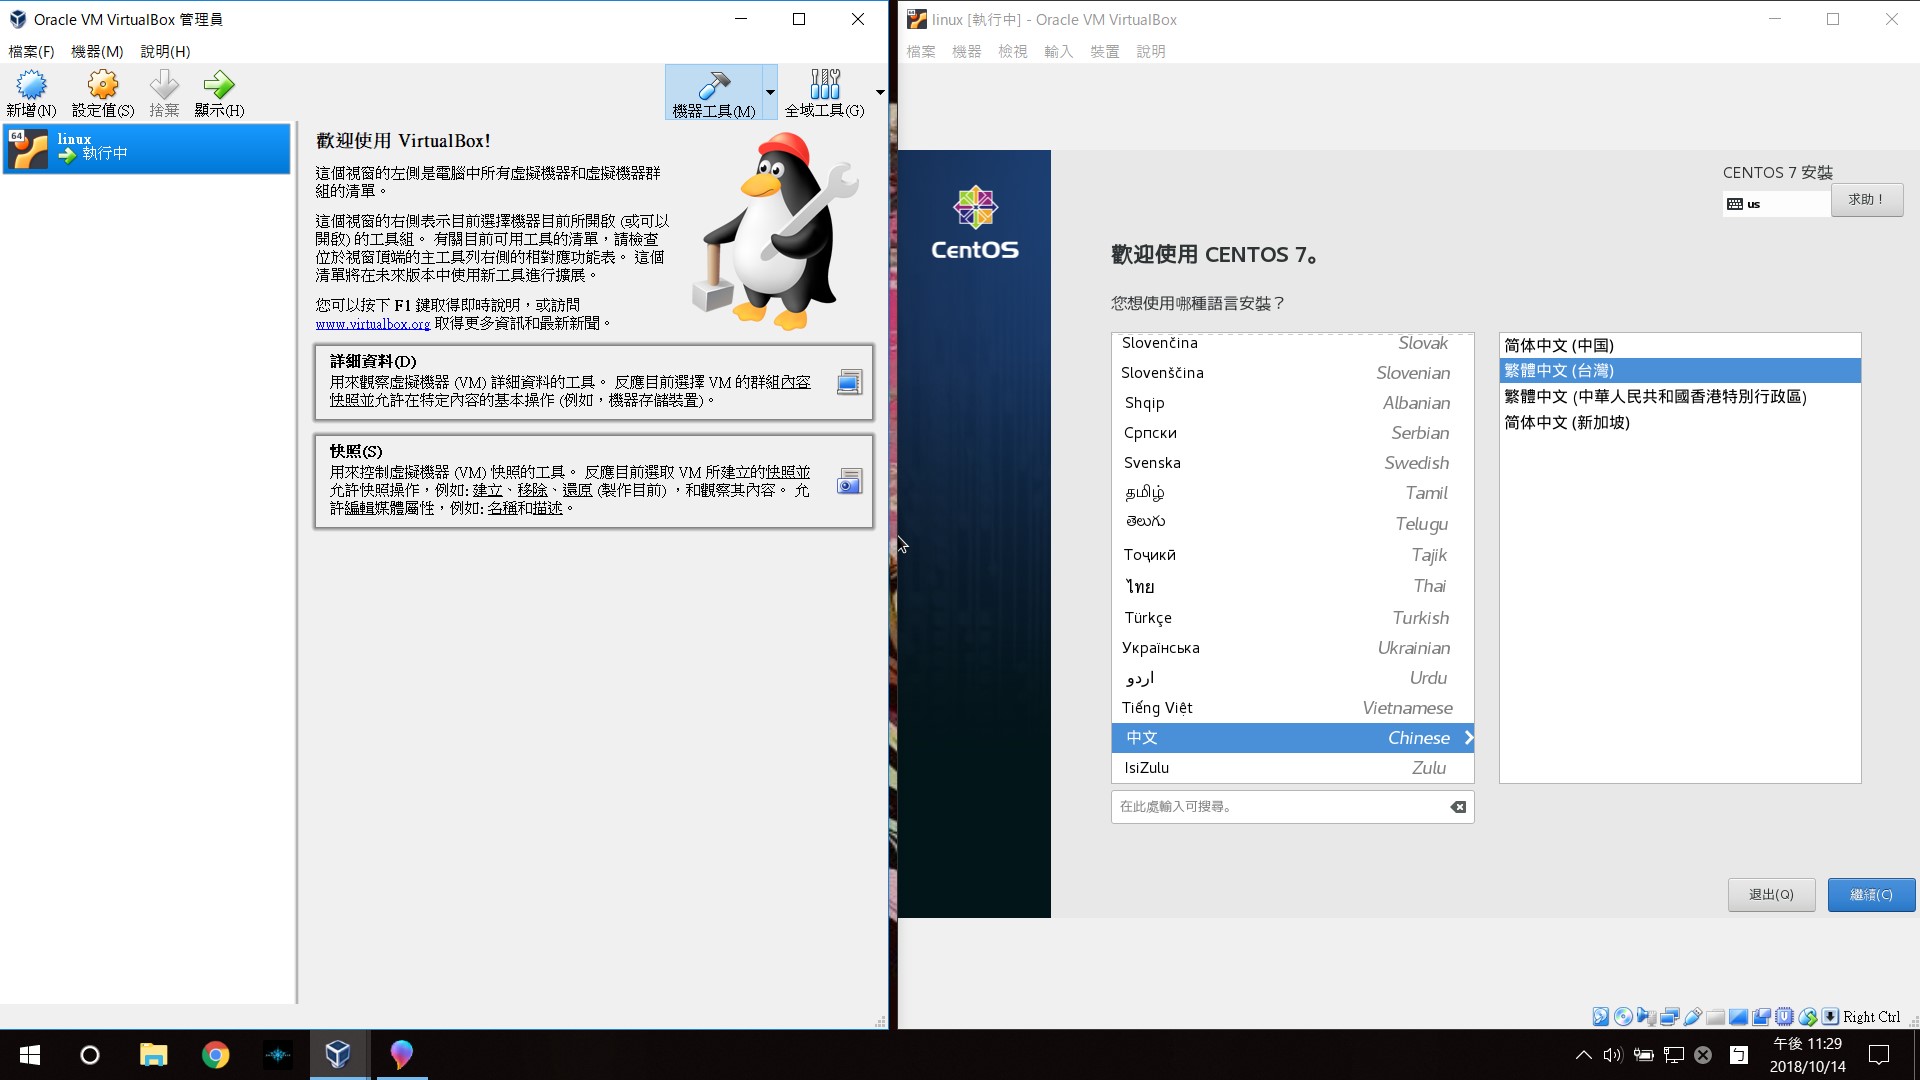 Oracle VM VirtualBox 管理員
檔案(F) 機器(M) 說明(H)
新增(N) 設定值(S) 捨棄 顯示(H) 機器工具(M) 全域工具(G)
64
linux
執行中
歡迎使用 VirtualBox!
這個視窗的左側是電腦中所有虛擬機器和虛擬機器群
組的清單。
這個視窗的右側表示目前選擇機器目前所開啟 (或可以
開啟) 的工具組。 有關目前可用工具的清單，請檢查
位於視窗頂端的主工具列右側的相對應功能表。 這個
清單將在未來版本中使用新工具進行擴展。
您可以按下 F1 鍵取得即時說明，或訪問
www.virtualbox.org 取得更多資訊和最新新聞。
詳細資料(D)
用來觀察虛擬機器 (VM) 詳細資料的工具。 反應目前選擇 VM 的群組內容
快照並允許在特定內容的基本操作 (例如，機器存儲裝置)。
快照(S)
用來控制虛擬機器 (VM) 快照的工具。 反應目前選取 VM 所建立的快照並
允許快照操作，例如: 建立、移除、還原 (製作目前) ，和觀察其內容。 允
許編輯媒體屬性，例如: 名稱和描述。
linux [執行中] - Oracle VM VirtualBox
檔案 機器 檢視 輸入 裝置 說明
CentOS
CENTOS 7 安裝
us
求助！
歡迎使用 CENTOS 7。
您想使用哪種語言安裝？
Slovenčina Slovak
Slovenščina Slovenian
Shqip Albanian
Српски Serbian
Svenska Swedish
தமிழ் Tamil
తెలుగు Telugu
Тоҷикӣ Tajik
ไทย Thai
Türkçe Turkish
Українська Ukrainian
اردو Urdu
Tiếng Việt Vietnamese
中文 Chinese
IsiZulu Zulu
在此處輸入可搜尋。
简体中文 (中国)
繁體中文 (台灣)
繁體中文 (中華人民共和國香港特別行政區)
简体中文 (新加坡)
退出(Q) 繼續(C)
Right Ctrl
ㄅ
午後 11:29
2018/10/14